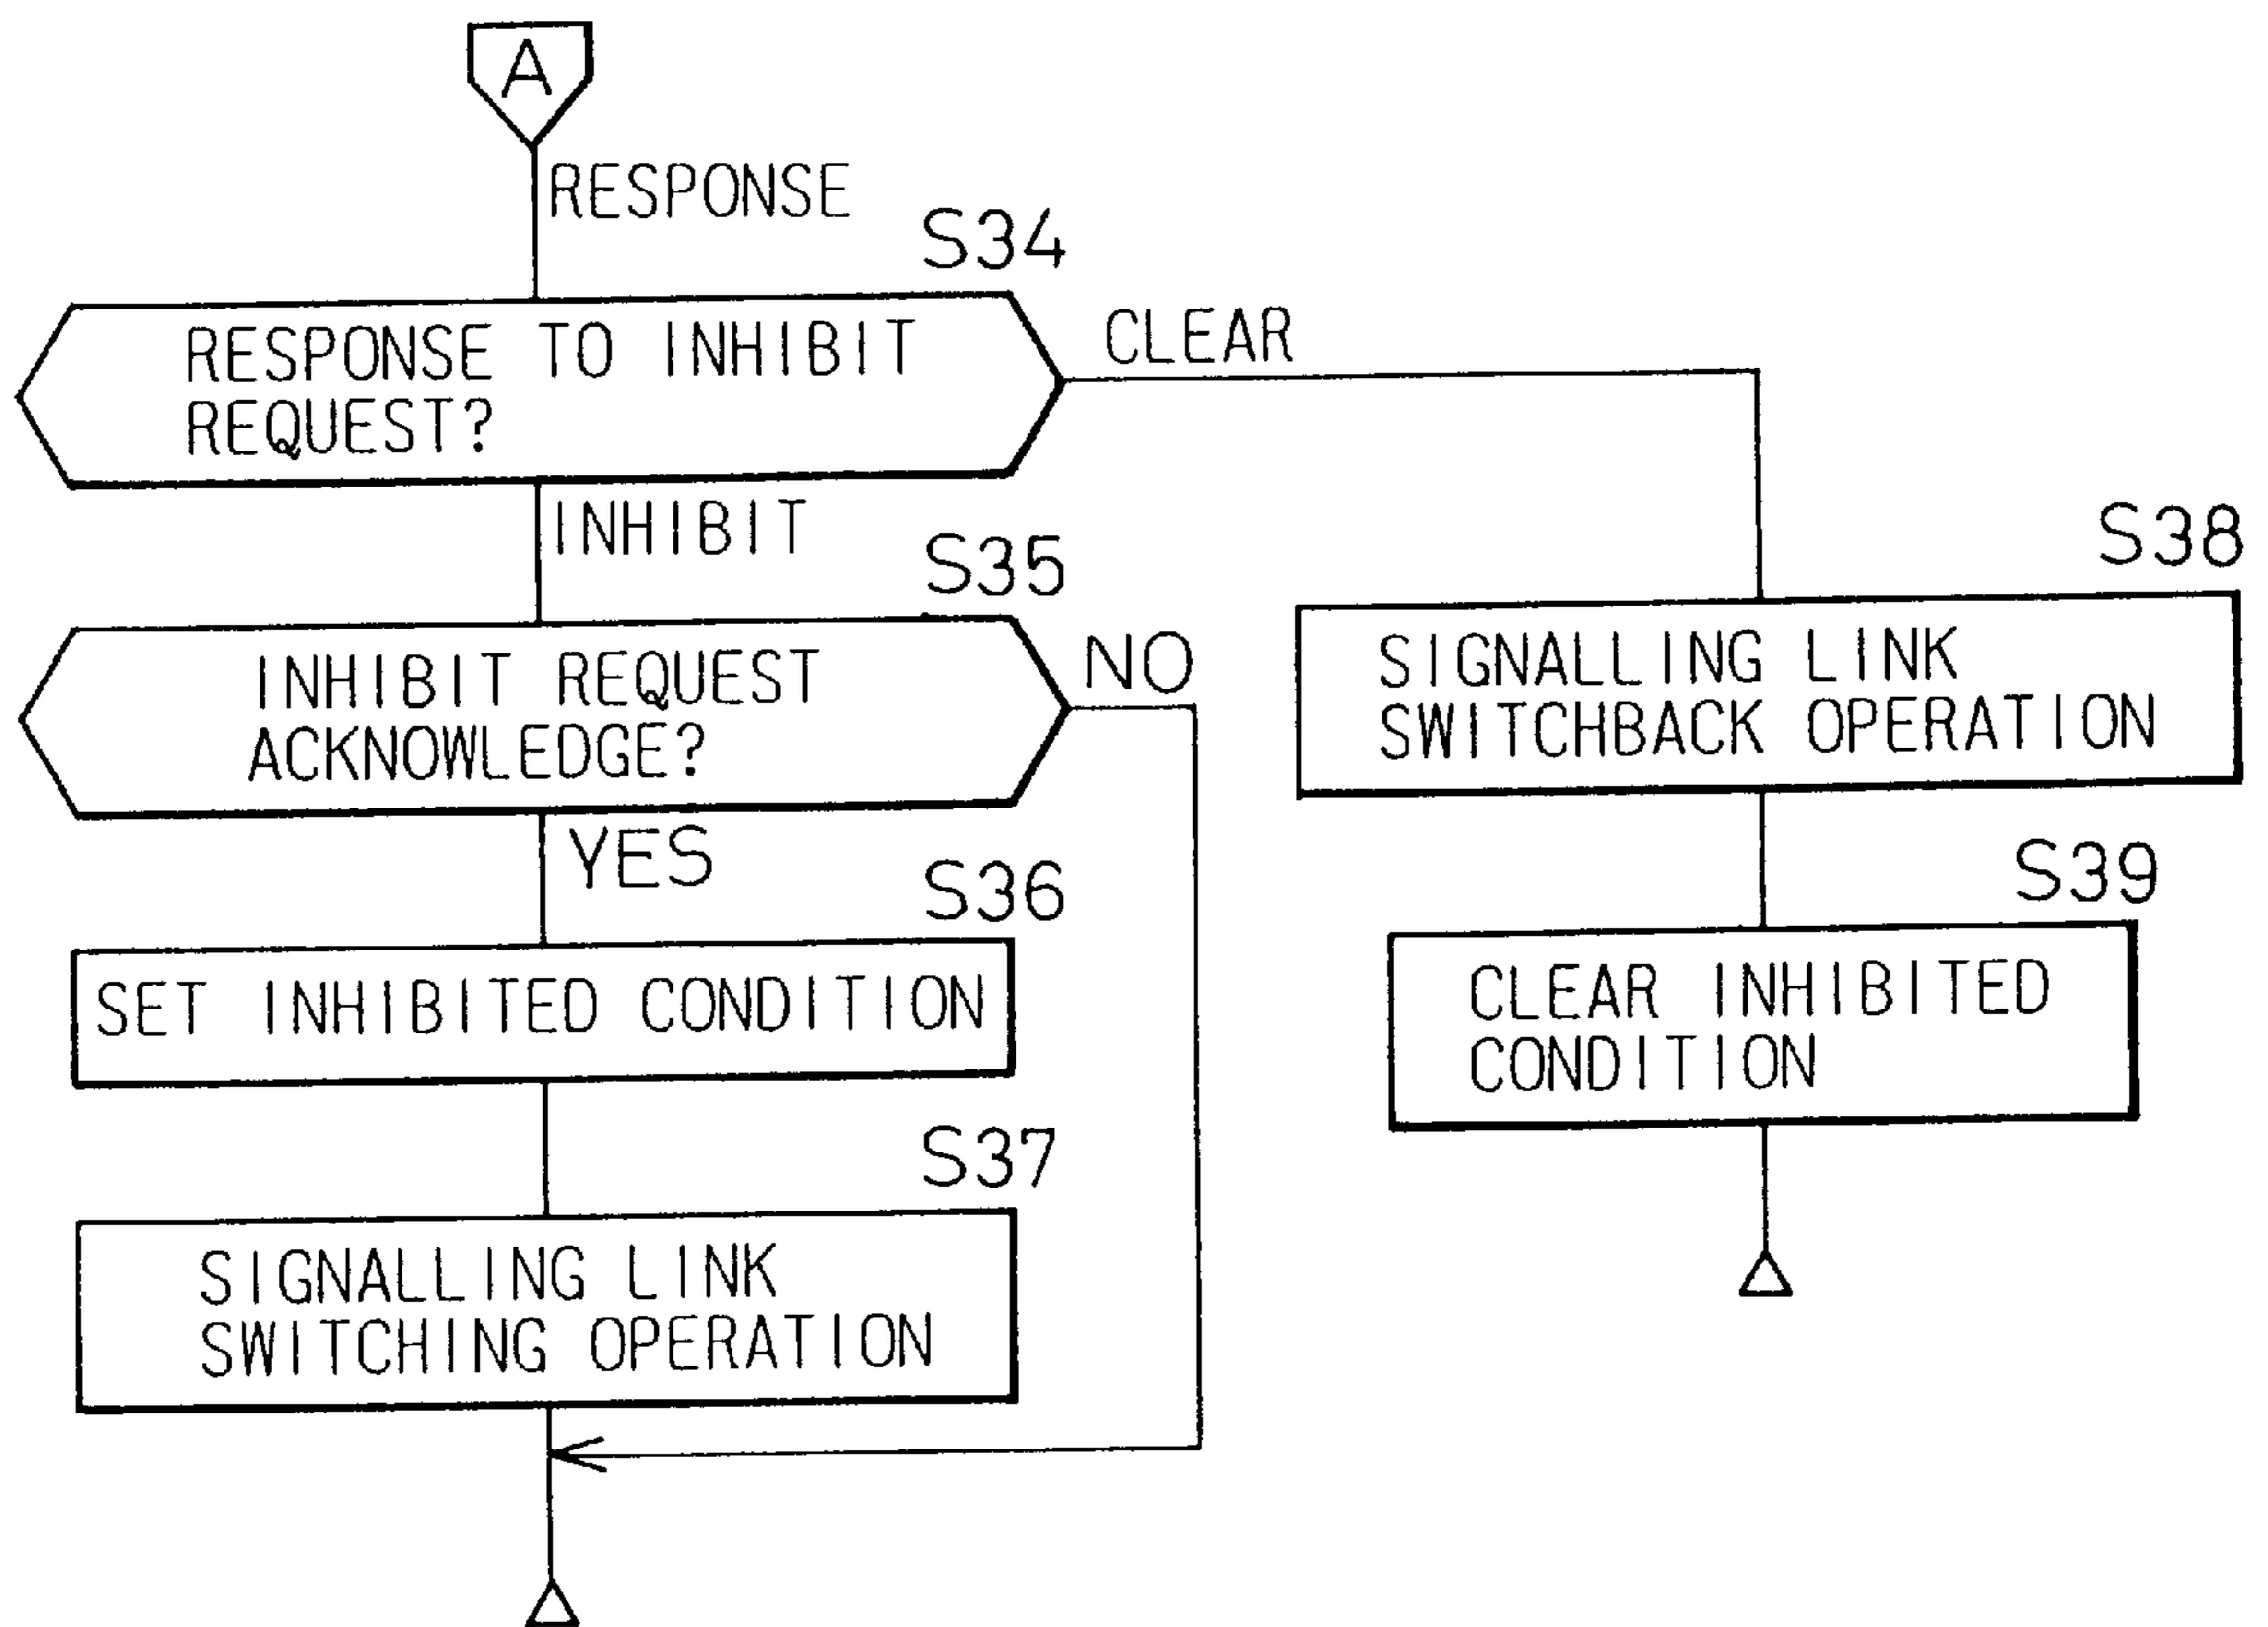 A
RESPONSE
S34
RESPONSE TO INHIBIT
REQUEST?
CLEAR
INHIBIT
S35
INHIBIT REQUEST
ACKNOWLEDGE?
NO
YES
S36
SET INHIBITED CONDITION
S37
SIGNALLING LINK
SWITCHING OPERATION
S38
SIGNALLING LINK
SWITCHBACK OPERATION
S39
CLEAR INHIBITED
CONDITION